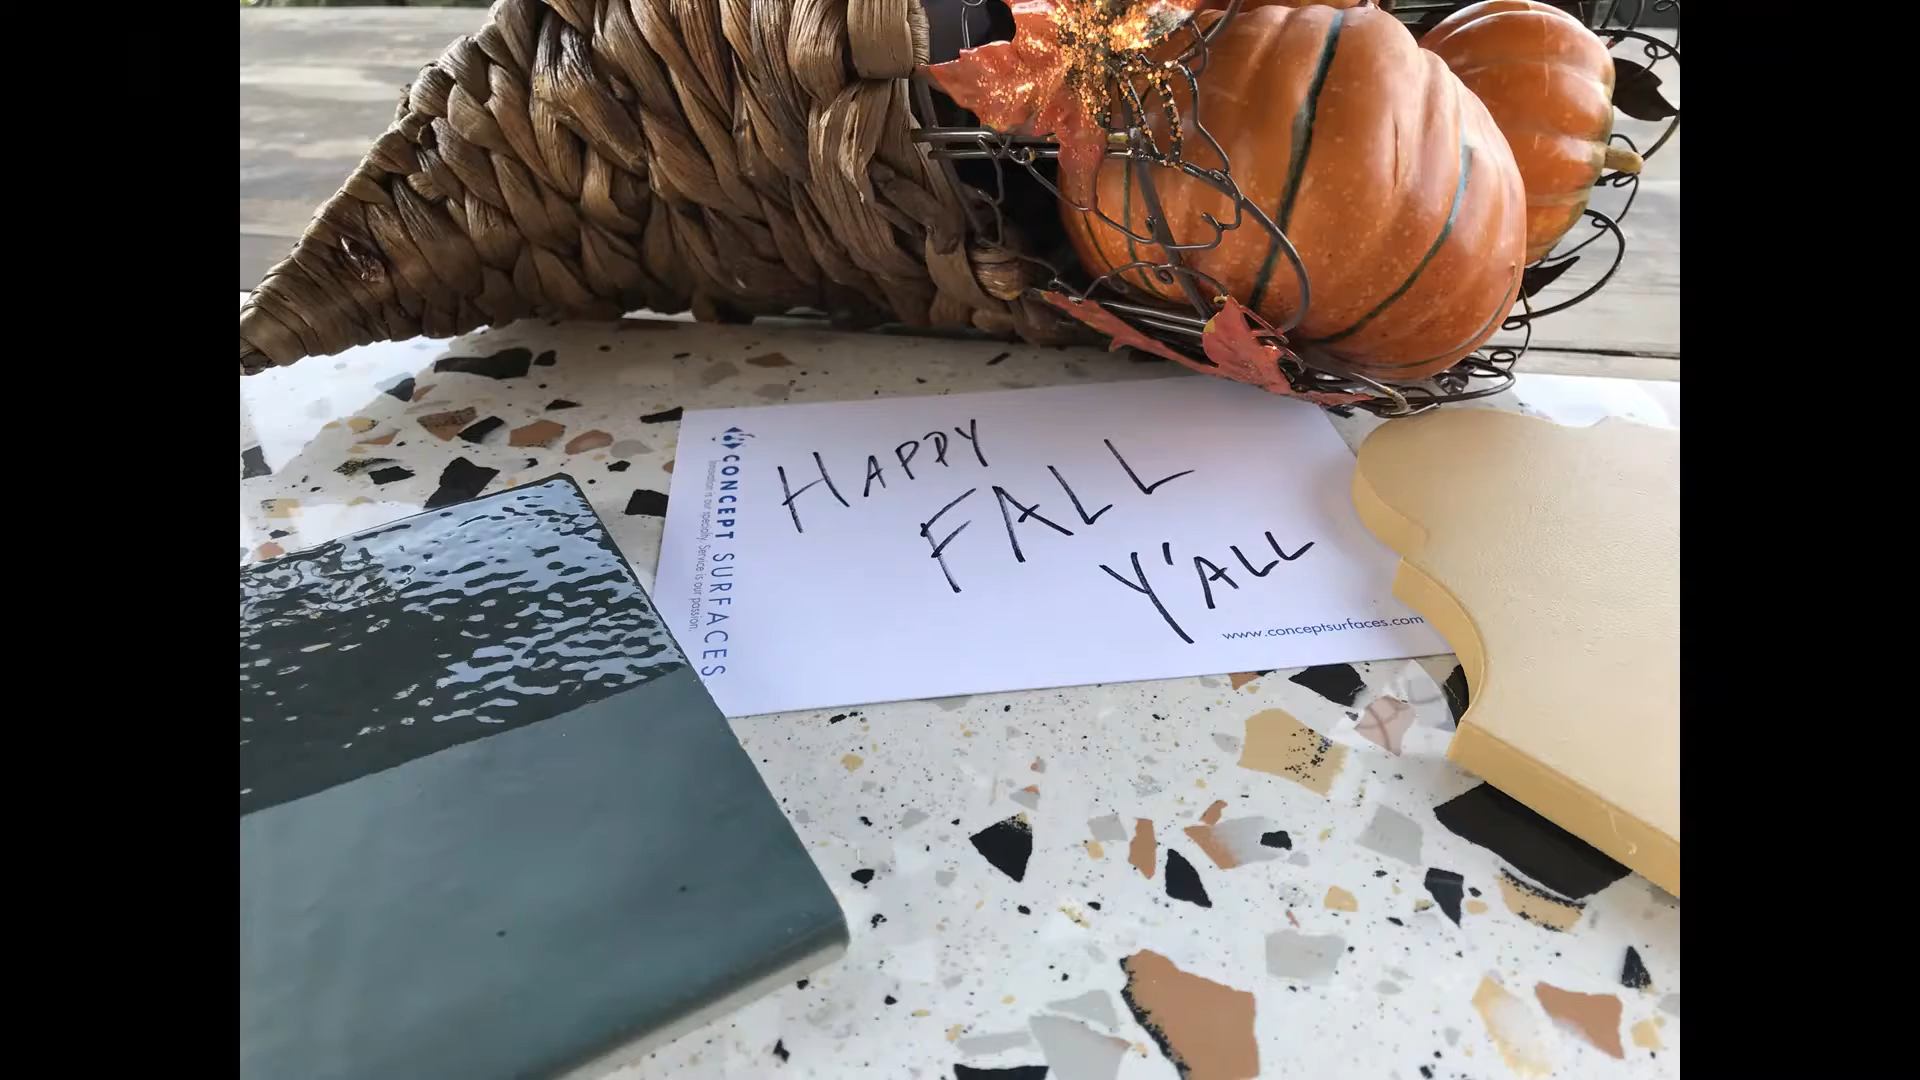 HAPPY
FALL
Y'ALL
CONCEPT SURFACES
Innovation is our specialty. Service is our passion.
www.conceptsurfaces.com